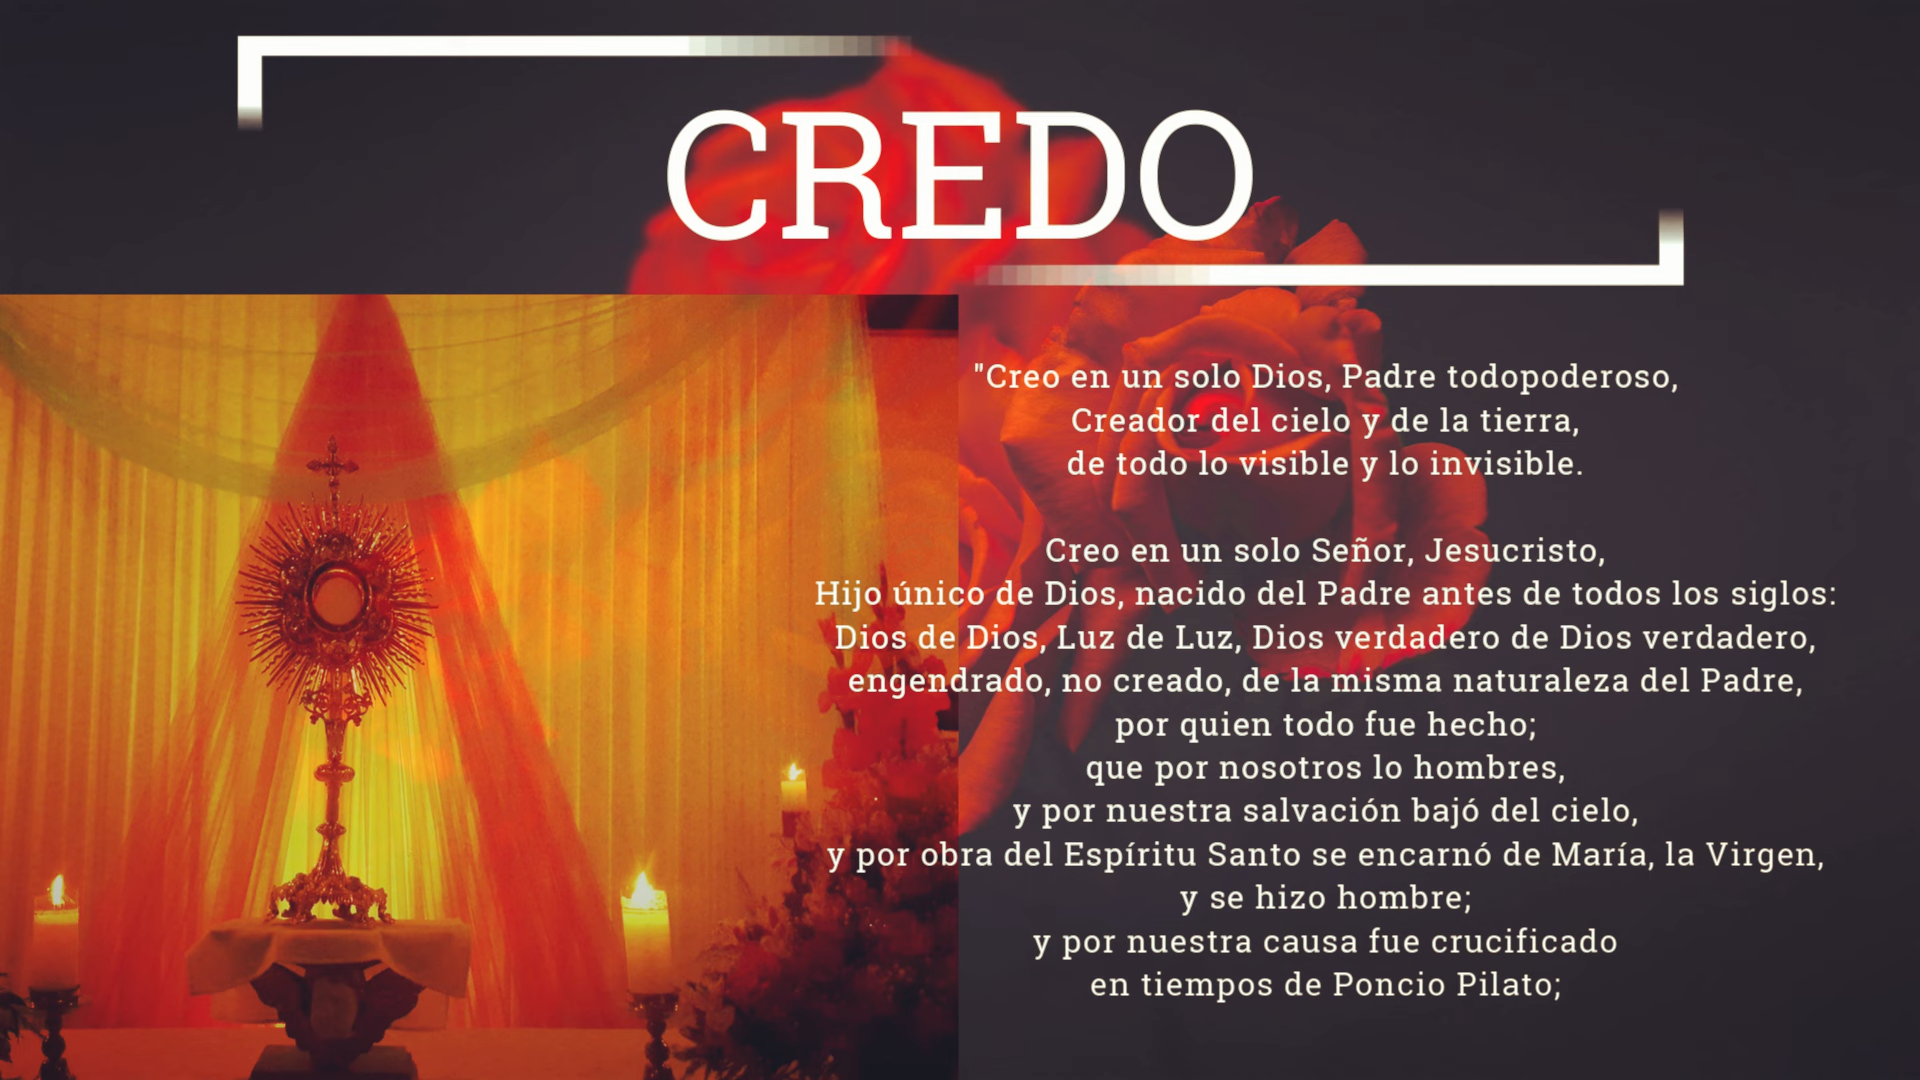 CREDO
"Creo en un solo Dios, Padre todopoderoso,
Creador del cielo y de la tierra,
de todo lo visible y lo invisible.
Creo en un solo Señor, Jesucristo,
Hijo único de Dios, nacido del Padre antes de todos los siglos:
Dios de Dios, Luz de Luz, Dios verdadero de Dios verdadero,
engendrado, no creado, de la misma naturaleza del Padre,
por quien todo fue hecho;
que por nosotros lo hombres,
y por nuestra salvación bajó del cielo,
y por obra del Espíritu Santo se encarnó de María, la Virgen,
y se hizo hombre;
y por nuestra causa fue crucificado
en tiempos de Poncio Pilato;